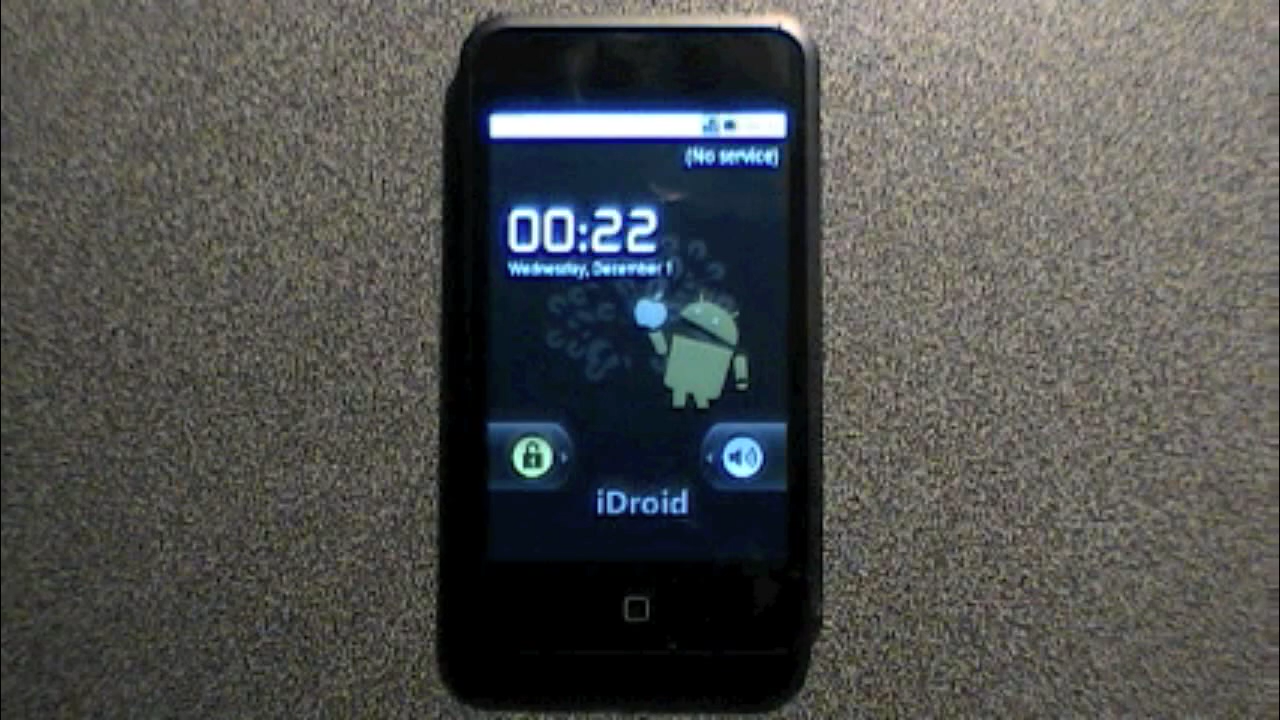 (No service)
00:22
Wednesday, December 1
iDroid